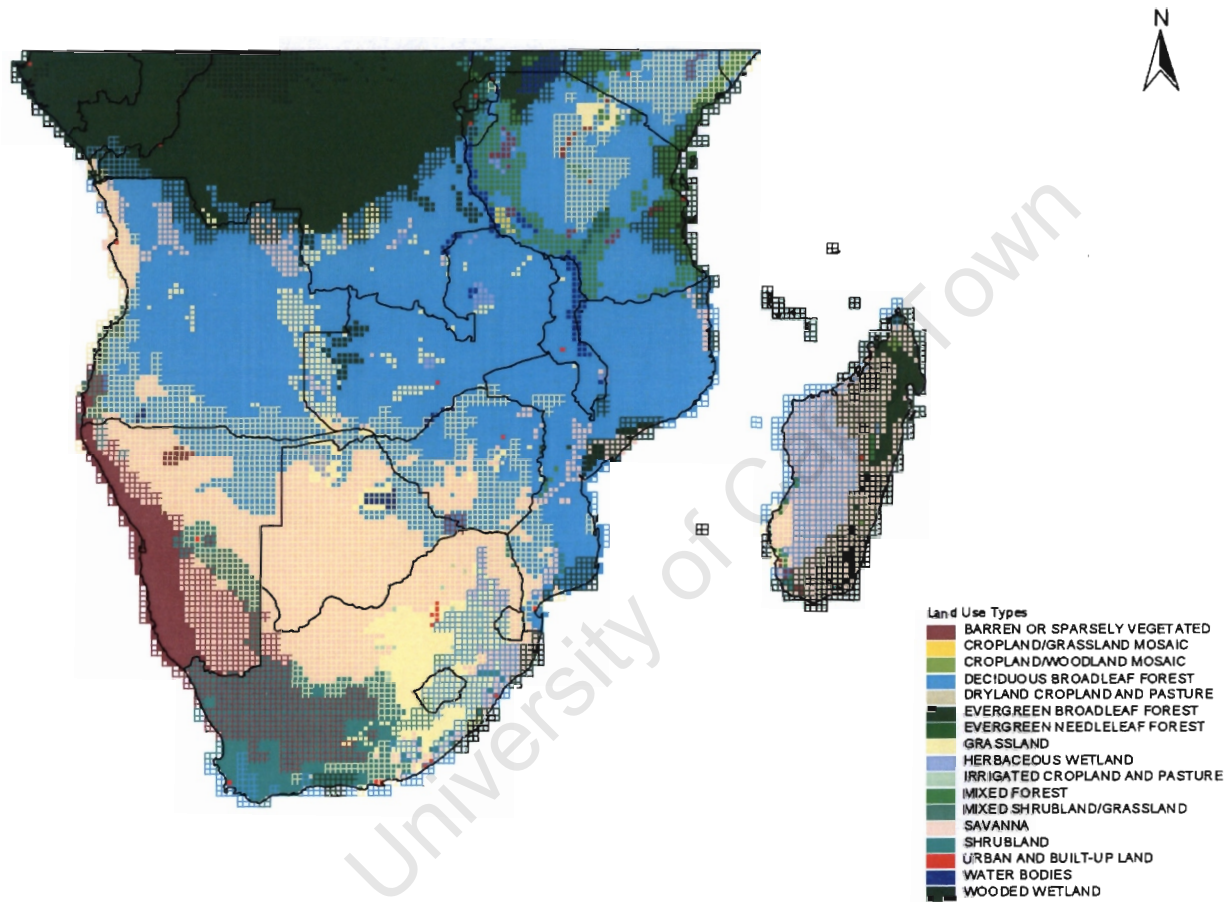 N
University of Cape Town
Land Use Types
BARREN OR SPARSELY VEGETATED
CROPLAND/GRASSLAND MOSAIC
CROPLAND/WOODLAND MOSAIC
DECIDUOUS BROADLEAF FOREST
DRYLAND CROPLAND AND PASTURE
EVERGREEN BROADLEAF FOREST
EVERGREEN NEEDLELEAF FOREST
GRASSLAND
HERBACEOUS WETLAND
IRRIGATED CROPLAND AND PASTURE
MIXED FOREST
MIXED SHRUBLAND/GRASSLAND
SAVANNA
SHRUBLAND
URBAN AND BUILT-UP LAND
WATER BODIES
WOODED WETLAND